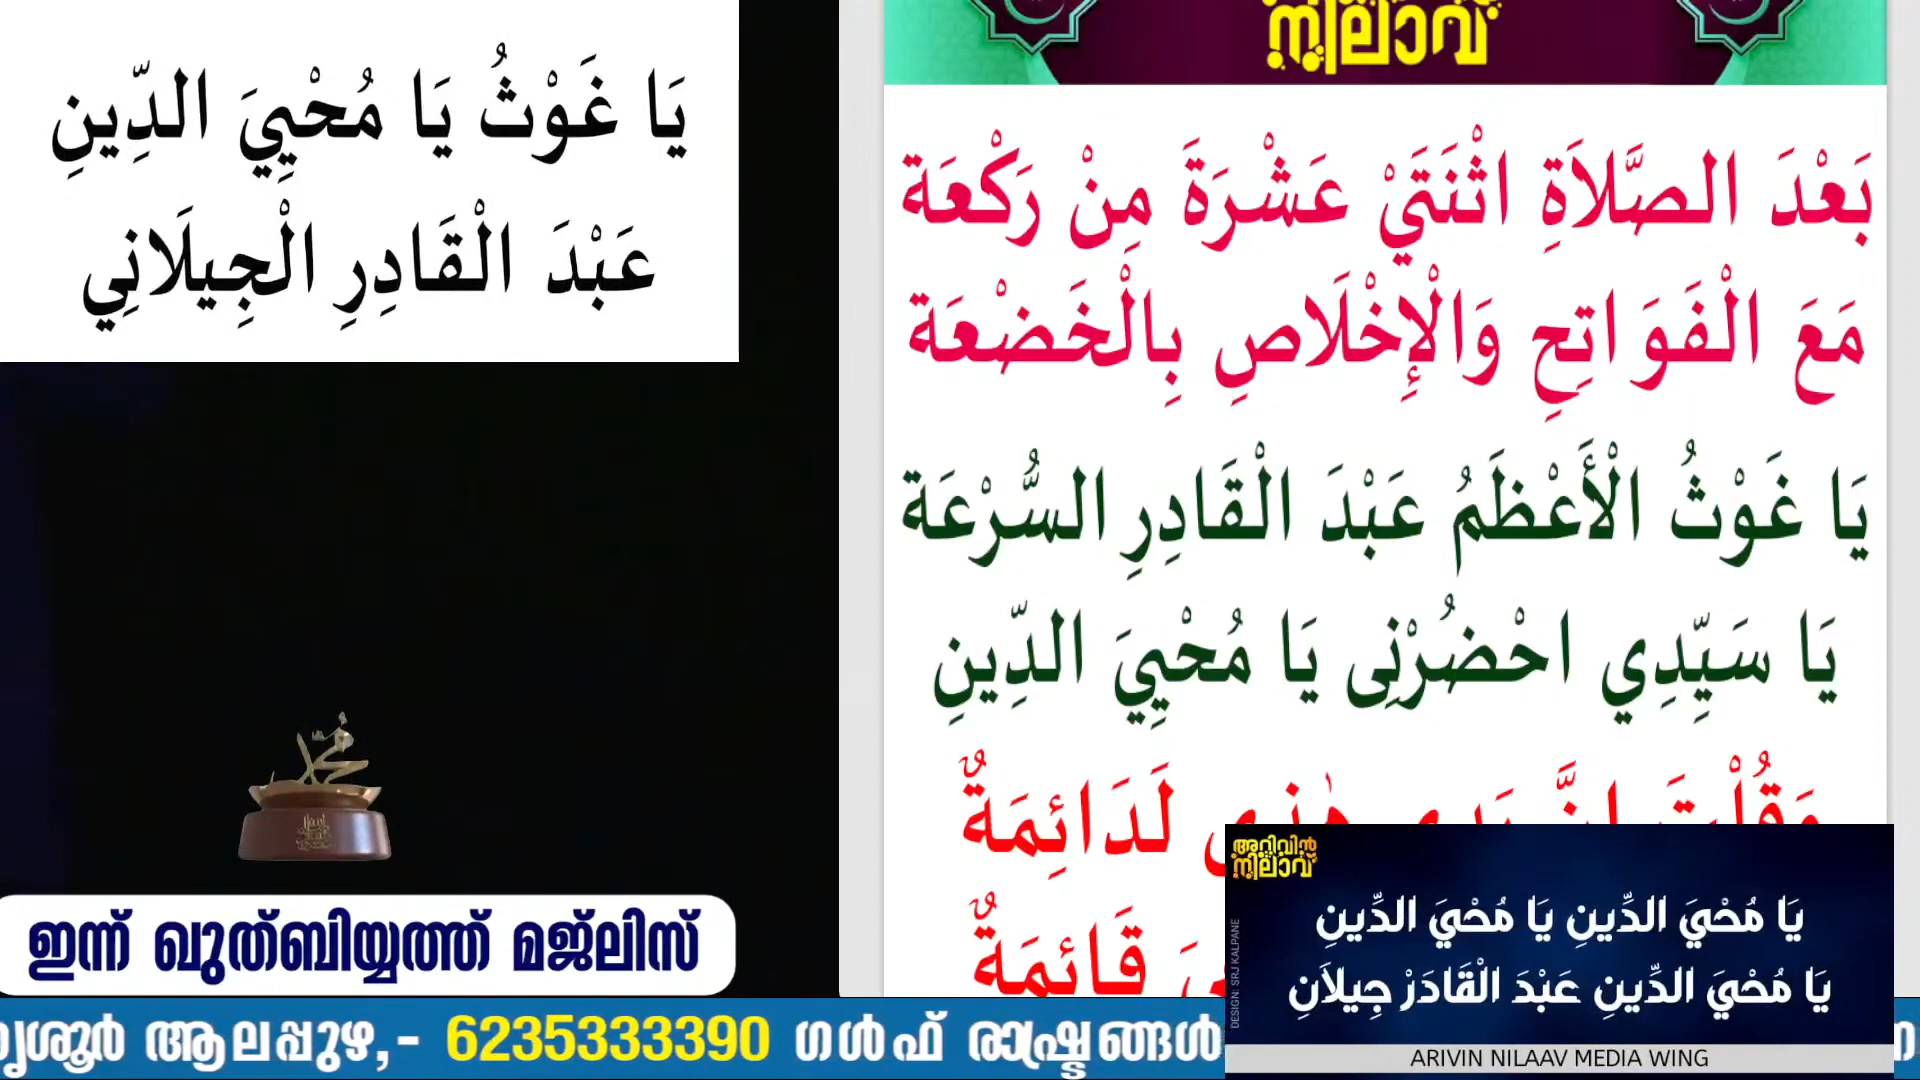 يَا غَوْثُ يَا مُحْيِيَ الدِّينِ
عَبْدَ الْقَادِرِ الْجِيلَانِي
നിലാവ്
بَعْدَ الصَّلَاةِ اثْنَتَيْ عَشْرَةَ مِنْ رَكْعَة
مَعَ الْفَوَاتِحِ وَالْإِخْلَاصِ بِالْخَضْعَة
يَا غَوْثُ الْأَعْظَمُ عَبْدَ الْقَادِرِ السُّرْعَة
يَا سَيِّدِي احْضُرْنِى يَا مُحْيِيَ الدِّينِ
لَدَائِمَةٌ
قَائِمَةٌ
ഇന്ന് ഖുത്ബിയ്യത്ത് മജ്ലിസ്
ആലപ്പുഴ,- 6235333390 ഗൾഫ് രാഷ്ട്രങ്ങൾ
അറിവിൻ
നിലാവ്
يَا مُحْيَ الدِّينِ يَا مُحْيَ الدِّينِ
يَا مُحْيَ الدِّينِ عَبْدَ الْقَادَرْ جِيلَانِ
DESIGN: SRJ KALPANE
ARIVIN NILAAV MEDIA WING